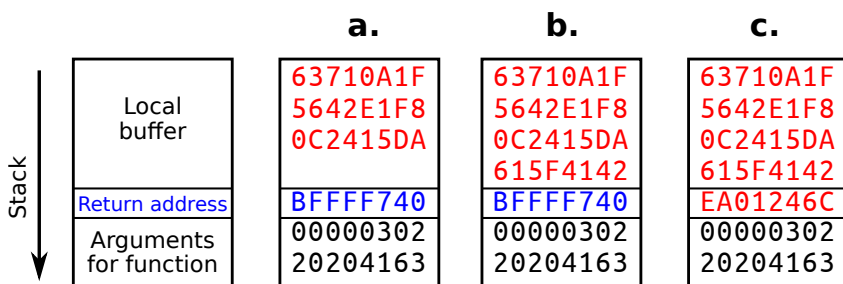 a.
b.
c.
Stack
Local
buffer
Return address
Arguments
for function
63710A1F
5642E1F8
0C2415DA
BFFFF740
00000302
20204163
63710A1F
5642E1F8
0C2415DA
615F4142
BFFFF740
00000302
20204163
63710A1F
5642E1F8
0C2415DA
615F4142
EA01246C
00000302
20204163